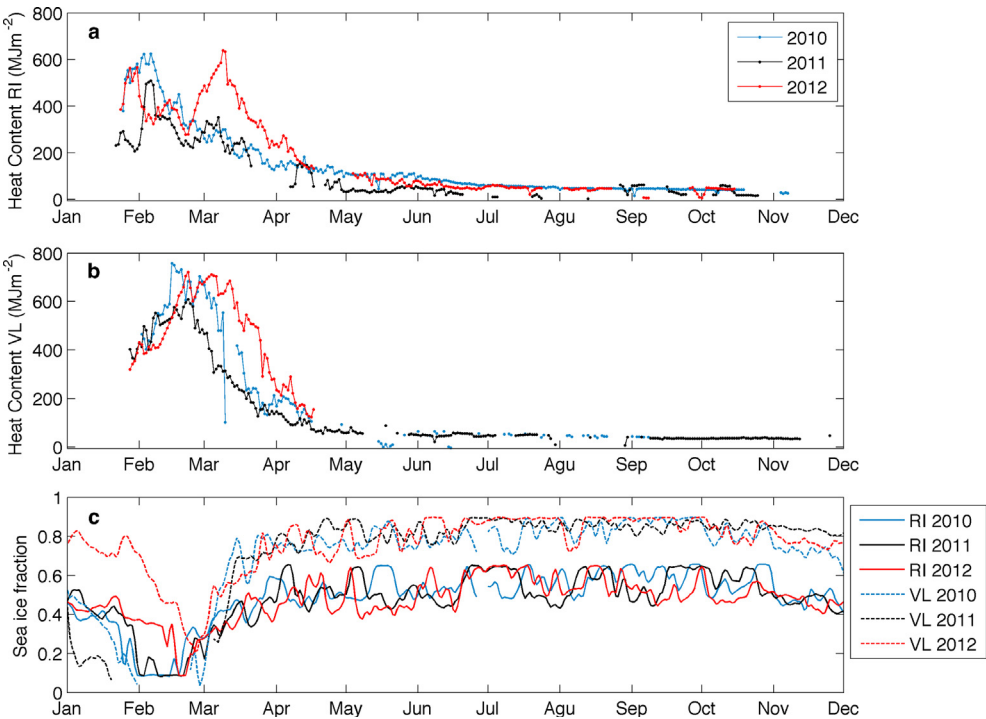 800
a
600
400
200
0
Heat Content RI (MJm-2)
2010
2011
2012
Jan Feb Mar Apr May Jun Jul Agu Sep Oct Nov Dec
800
b
600
400
200
0
Heat Content VL (MJm-2)
Jan Feb Mar Apr May Jun Jul Agu Sep Oct Nov Dec
1
c
0.8
0.6
0.4
0.2
0
Sea ice fraction
RI 2010
RI 2011
RI 2012
VL 2010
VL 2011
VL 2012
Jan Feb Mar Apr May Jun Jul Agu Sep Oct Nov Dec